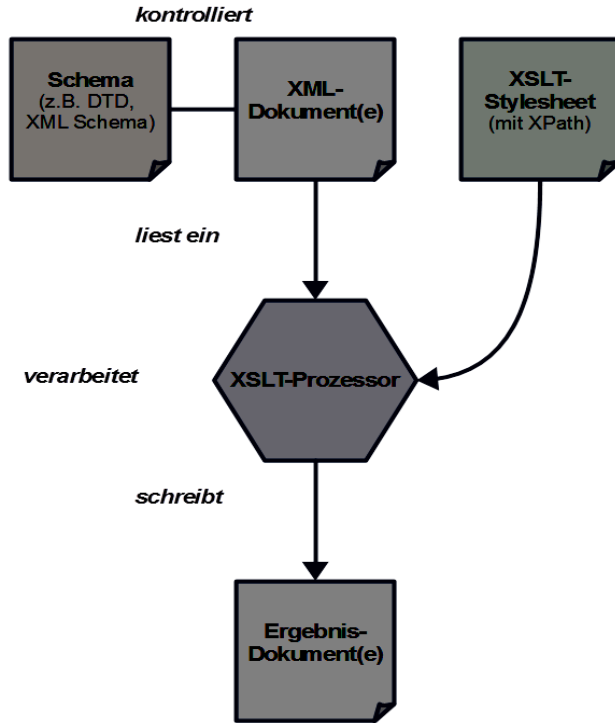 kontrolliert
Schema
(z.B. DTD,
XML Schema)
XML-
Dokument(e)
XSLT-
Stylesheet
(mit XPath)
liest ein
verarbeitet
XSLT-Prozessor
schreibt
Ergebnis-
Dokument(e)